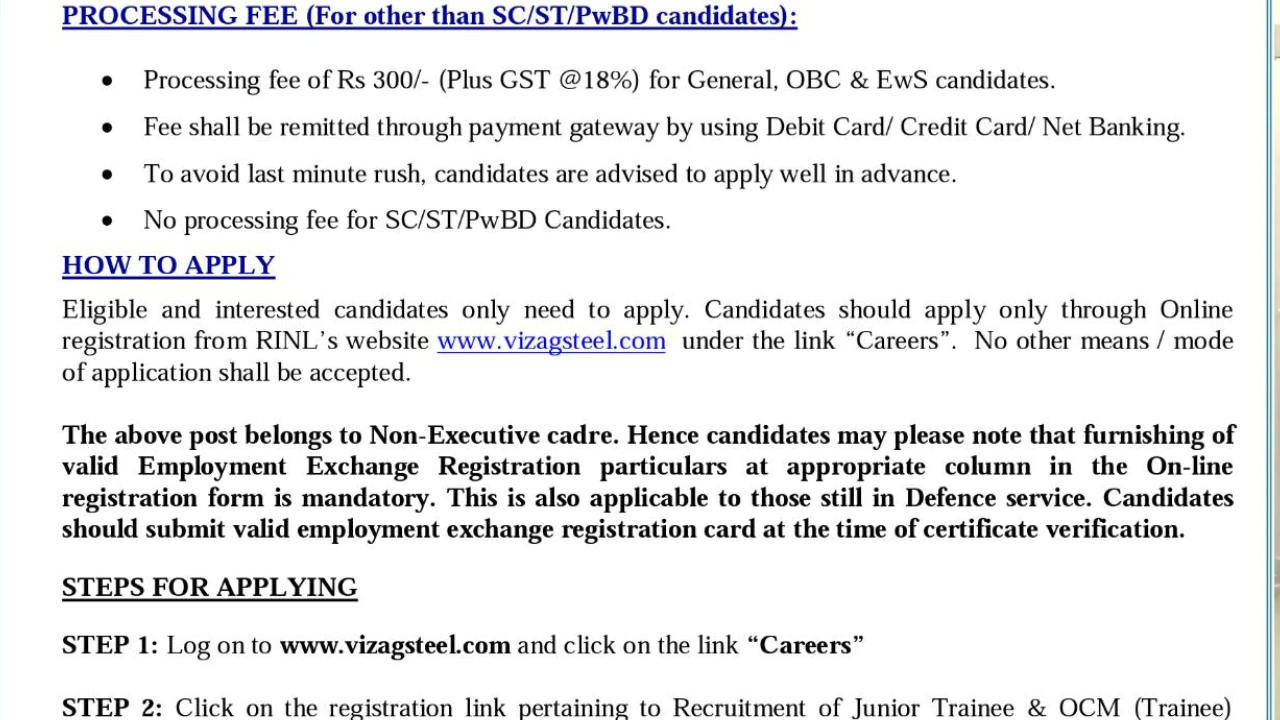 PROCESSING FEE (For other than SC/ST/PwBD candidates):
• Processing fee of Rs 300/- (Plus GST @18%) for General, OBC & EwS candidates.
• Fee shall be remitted through payment gateway by using Debit Card/ Credit Card/ Net Banking.
• To avoid last minute rush, candidates are advised to apply well in advance.
• No processing fee for SC/ST/PwBD Candidates.
HOW TO APPLY
Eligible and interested candidates only need to apply. Candidates should apply only through Online
registration from RINL’s website www.vizagsteel.com under the link “Careers”. No other means / mode
of application shall be accepted.
The above post belongs to Non-Executive cadre. Hence candidates may please note that furnishing of
valid Employment Exchange Registration particulars at appropriate column in the On-line
registration form is mandatory. This is also applicable to those still in Defence service. Candidates
should submit valid employment exchange registration card at the time of certificate verification.
STEPS FOR APPLYING
STEP 1: Log on to www.vizagsteel.com and click on the link “Careers”
STEP 2: Click on the registration link pertaining to Recruitment of Junior Trainee & OCM (Trainee)